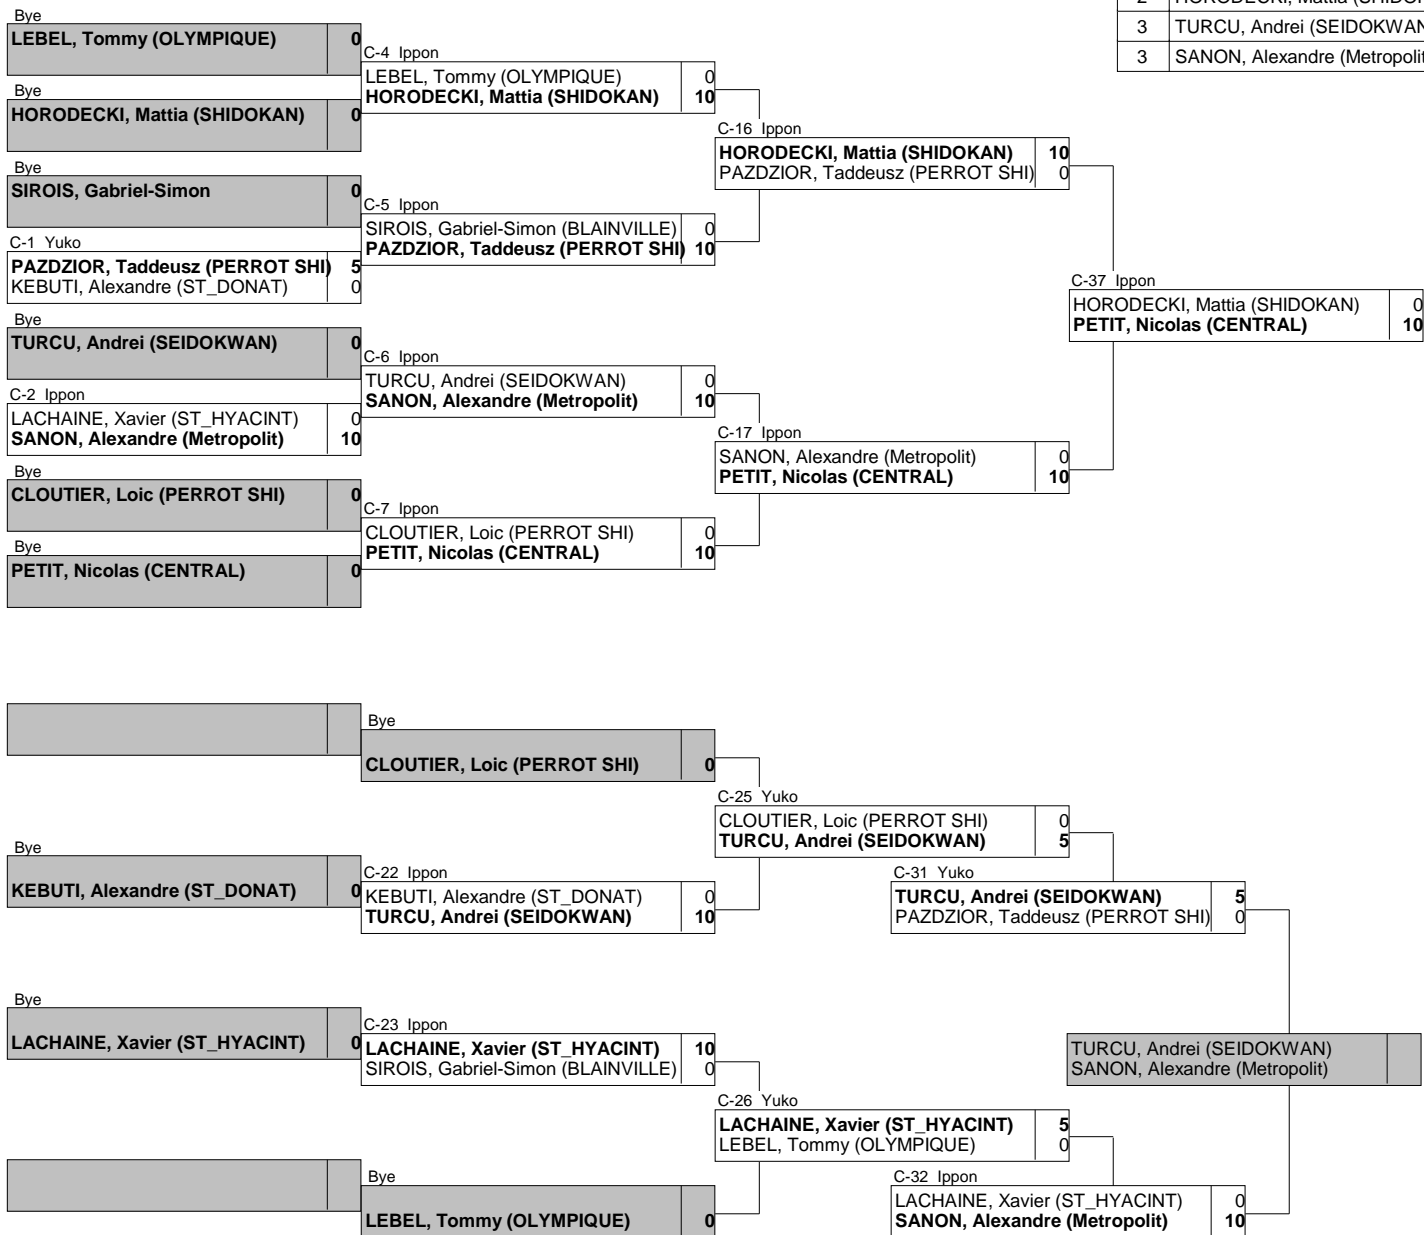 2 HORODECKI, Mattia (SHIDOK
3 TURCU, Andrei (SEIDOKWAN
3 SANON, Alexandre (Metropolit
Bye
LEBEL, Tommy (OLYMPIQUE) 0
Bye
HORODECKI, Mattia (SHIDOKAN) 0
Bye
SIROIS, Gabriel-Simon 0
C-1 Yuko
PAZDZIOR, Taddeusz (PERROT SHI) 5
KEBUTI, Alexandre (ST_DONAT) 0
Bye
TURCU, Andrei (SEIDOKWAN) 0
C-2 Ippon
LACHAINE, Xavier (ST_HYACINT) 0
SANON, Alexandre (Metropolit) 10
Bye
CLOUTIER, Loic (PERROT SHI) 0
Bye
PETIT, Nicolas (CENTRAL) 0
C-4 Ippon
LEBEL, Tommy (OLYMPIQUE) 0
HORODECKI, Mattia (SHIDOKAN) 10
C-5 Ippon
SIROIS, Gabriel-Simon (BLAINVILLE) 0
PAZDZIOR, Taddeusz (PERROT SHI) 10
C-6 Ippon
TURCU, Andrei (SEIDOKWAN) 0
SANON, Alexandre (Metropolit) 10
C-7 Ippon
CLOUTIER, Loic (PERROT SHI) 0
PETIT, Nicolas (CENTRAL) 10
C-16 Ippon
HORODECKI, Mattia (SHIDOKAN) 10
PAZDZIOR, Taddeusz (PERROT SHI) 0
C-17 Ippon
SANON, Alexandre (Metropolit) 0
PETIT, Nicolas (CENTRAL) 10
C-37 Ippon
HORODECKI, Mattia (SHIDOKAN) 0
PETIT, Nicolas (CENTRAL) 10
Bye
KEBUTI, Alexandre (ST_DONAT) 0
Bye
LACHAINE, Xavier (ST_HYACINT) 0
Bye
CLOUTIER, Loic (PERROT SHI) 0
C-22 Ippon
KEBUTI, Alexandre (ST_DONAT) 0
TURCU, Andrei (SEIDOKWAN) 10
C-23 Ippon
LACHAINE, Xavier (ST_HYACINT) 10
SIROIS, Gabriel-Simon (BLAINVILLE) 0
Bye
LEBEL, Tommy (OLYMPIQUE) 0
C-25 Yuko
CLOUTIER, Loic (PERROT SHI) 0
TURCU, Andrei (SEIDOKWAN) 5
C-26 Yuko
LACHAINE, Xavier (ST_HYACINT) 5
LEBEL, Tommy (OLYMPIQUE) 0
C-31 Yuko
TURCU, Andrei (SEIDOKWAN) 5
PAZDZIOR, Taddeusz (PERROT SHI) 0
C-32 Ippon
LACHAINE, Xavier (ST_HYACINT) 0
SANON, Alexandre (Metropolit) 10
TURCU, Andrei (SEIDOKWAN)
SANON, Alexandre (Metropolit)